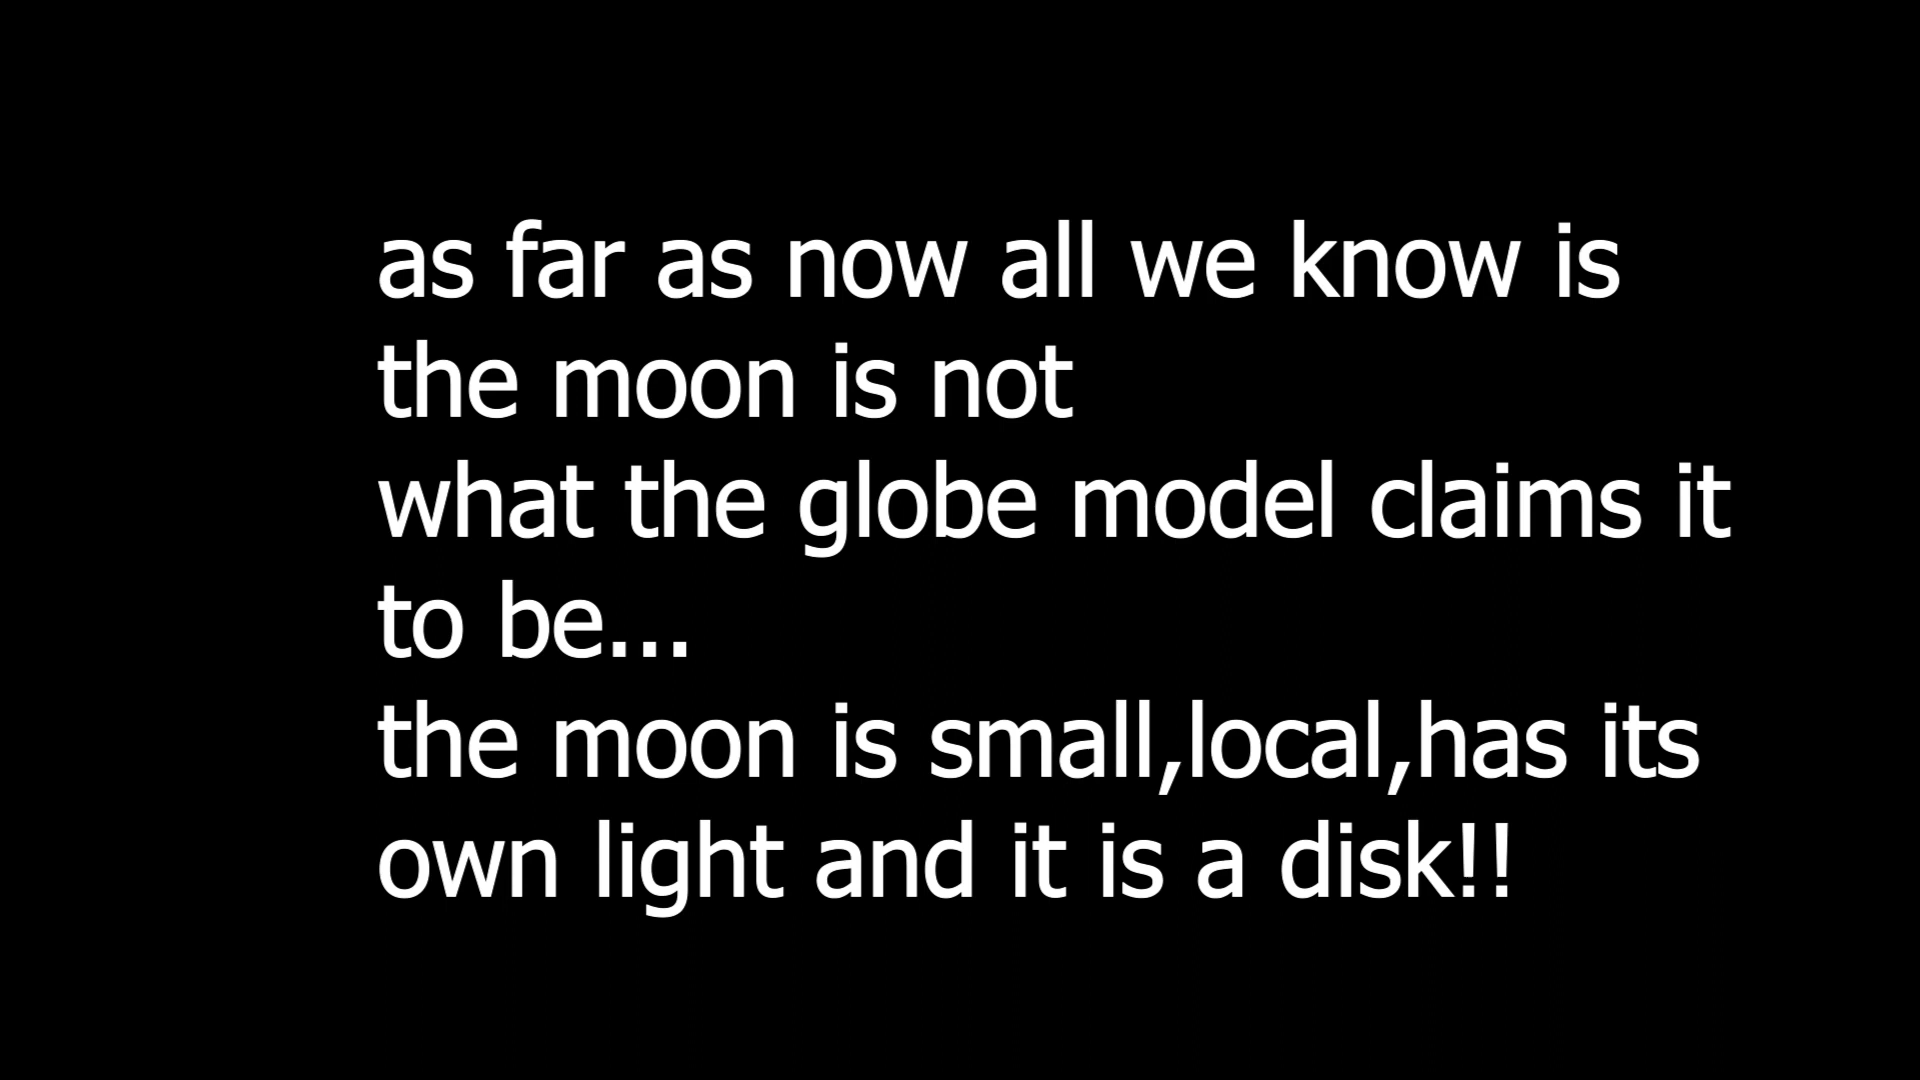 as far as now all we know is
the moon is not
what the globe model claims it
to be...
the moon is small,local,has its
own light and it is a disk!!